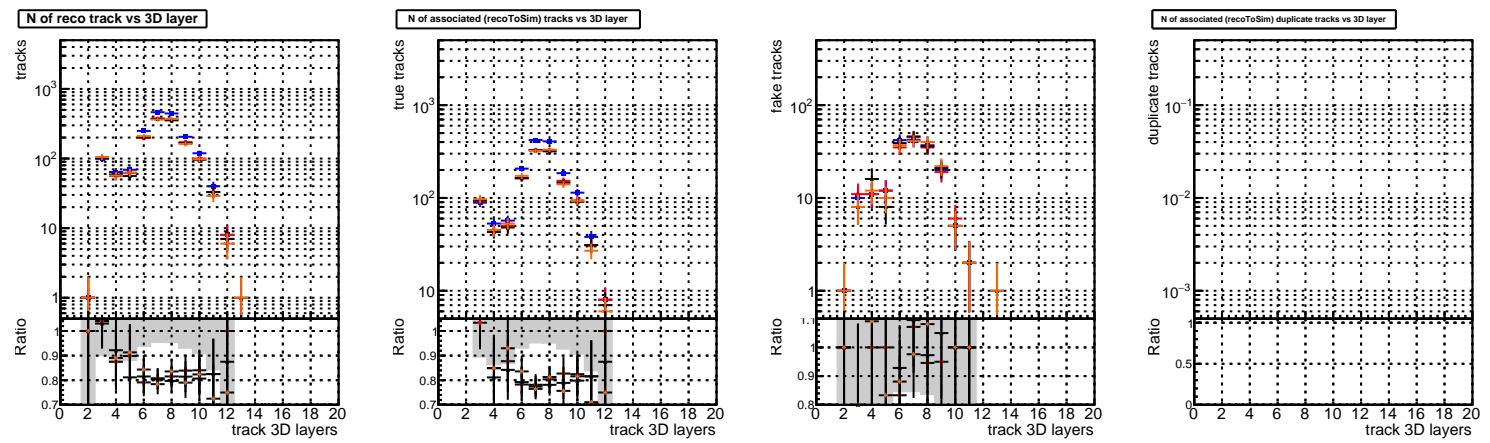 N of reco track vs 3D layer
tracks
10³
10²
10
1
Ratio
1
0.9
0.8
0.7
0 2 4 6 8 10 12 14 16 18 20
track 3D layers
N of associated (recoToSim) tracks vs 3D layer
true tracks
10³
10²
10
Ratio
1
0.9
0.8
0.7
0 2 4 6 8 10 12 14 16 18 20
track 3D layers
fake tracks
10²
10
1
Ratio
1.1
1
0.9
0.8
0 2 4 6 8 10 12 14 16 18 20
track 3D layers
N of associated (recoToSim) duplicate tracks vs 3D layer
duplicate tracks
10⁻¹
10⁻²
10⁻³
Ratio
1
0.5
0
0 2 4 6 8 10 12 14 16 18 20
track 3D layers